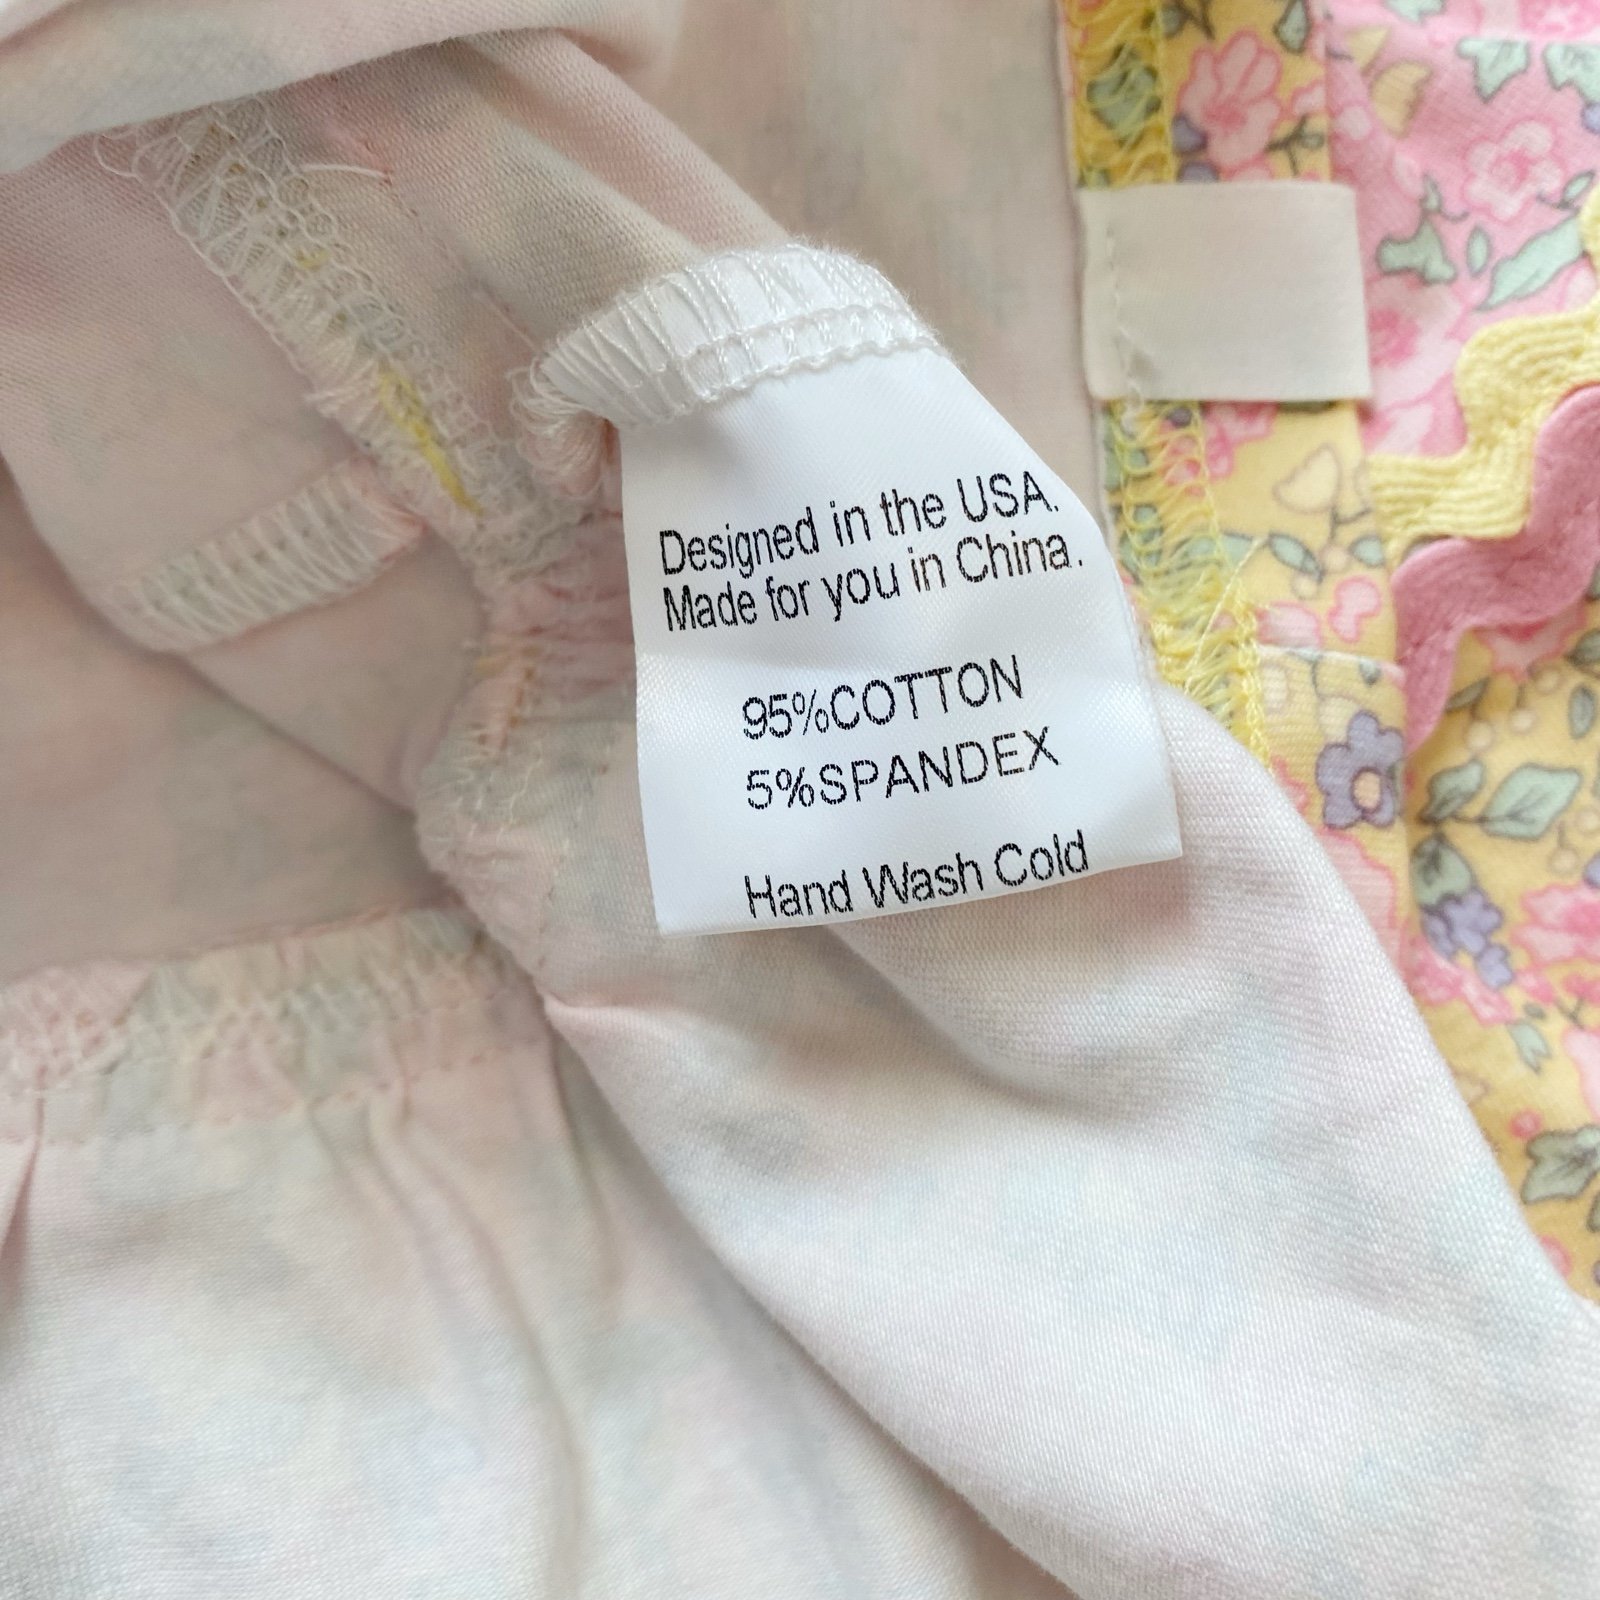 Designed in the USA.
Made for you in China.
95%COTTON
5%SPANDEX
Hand Wash Cold